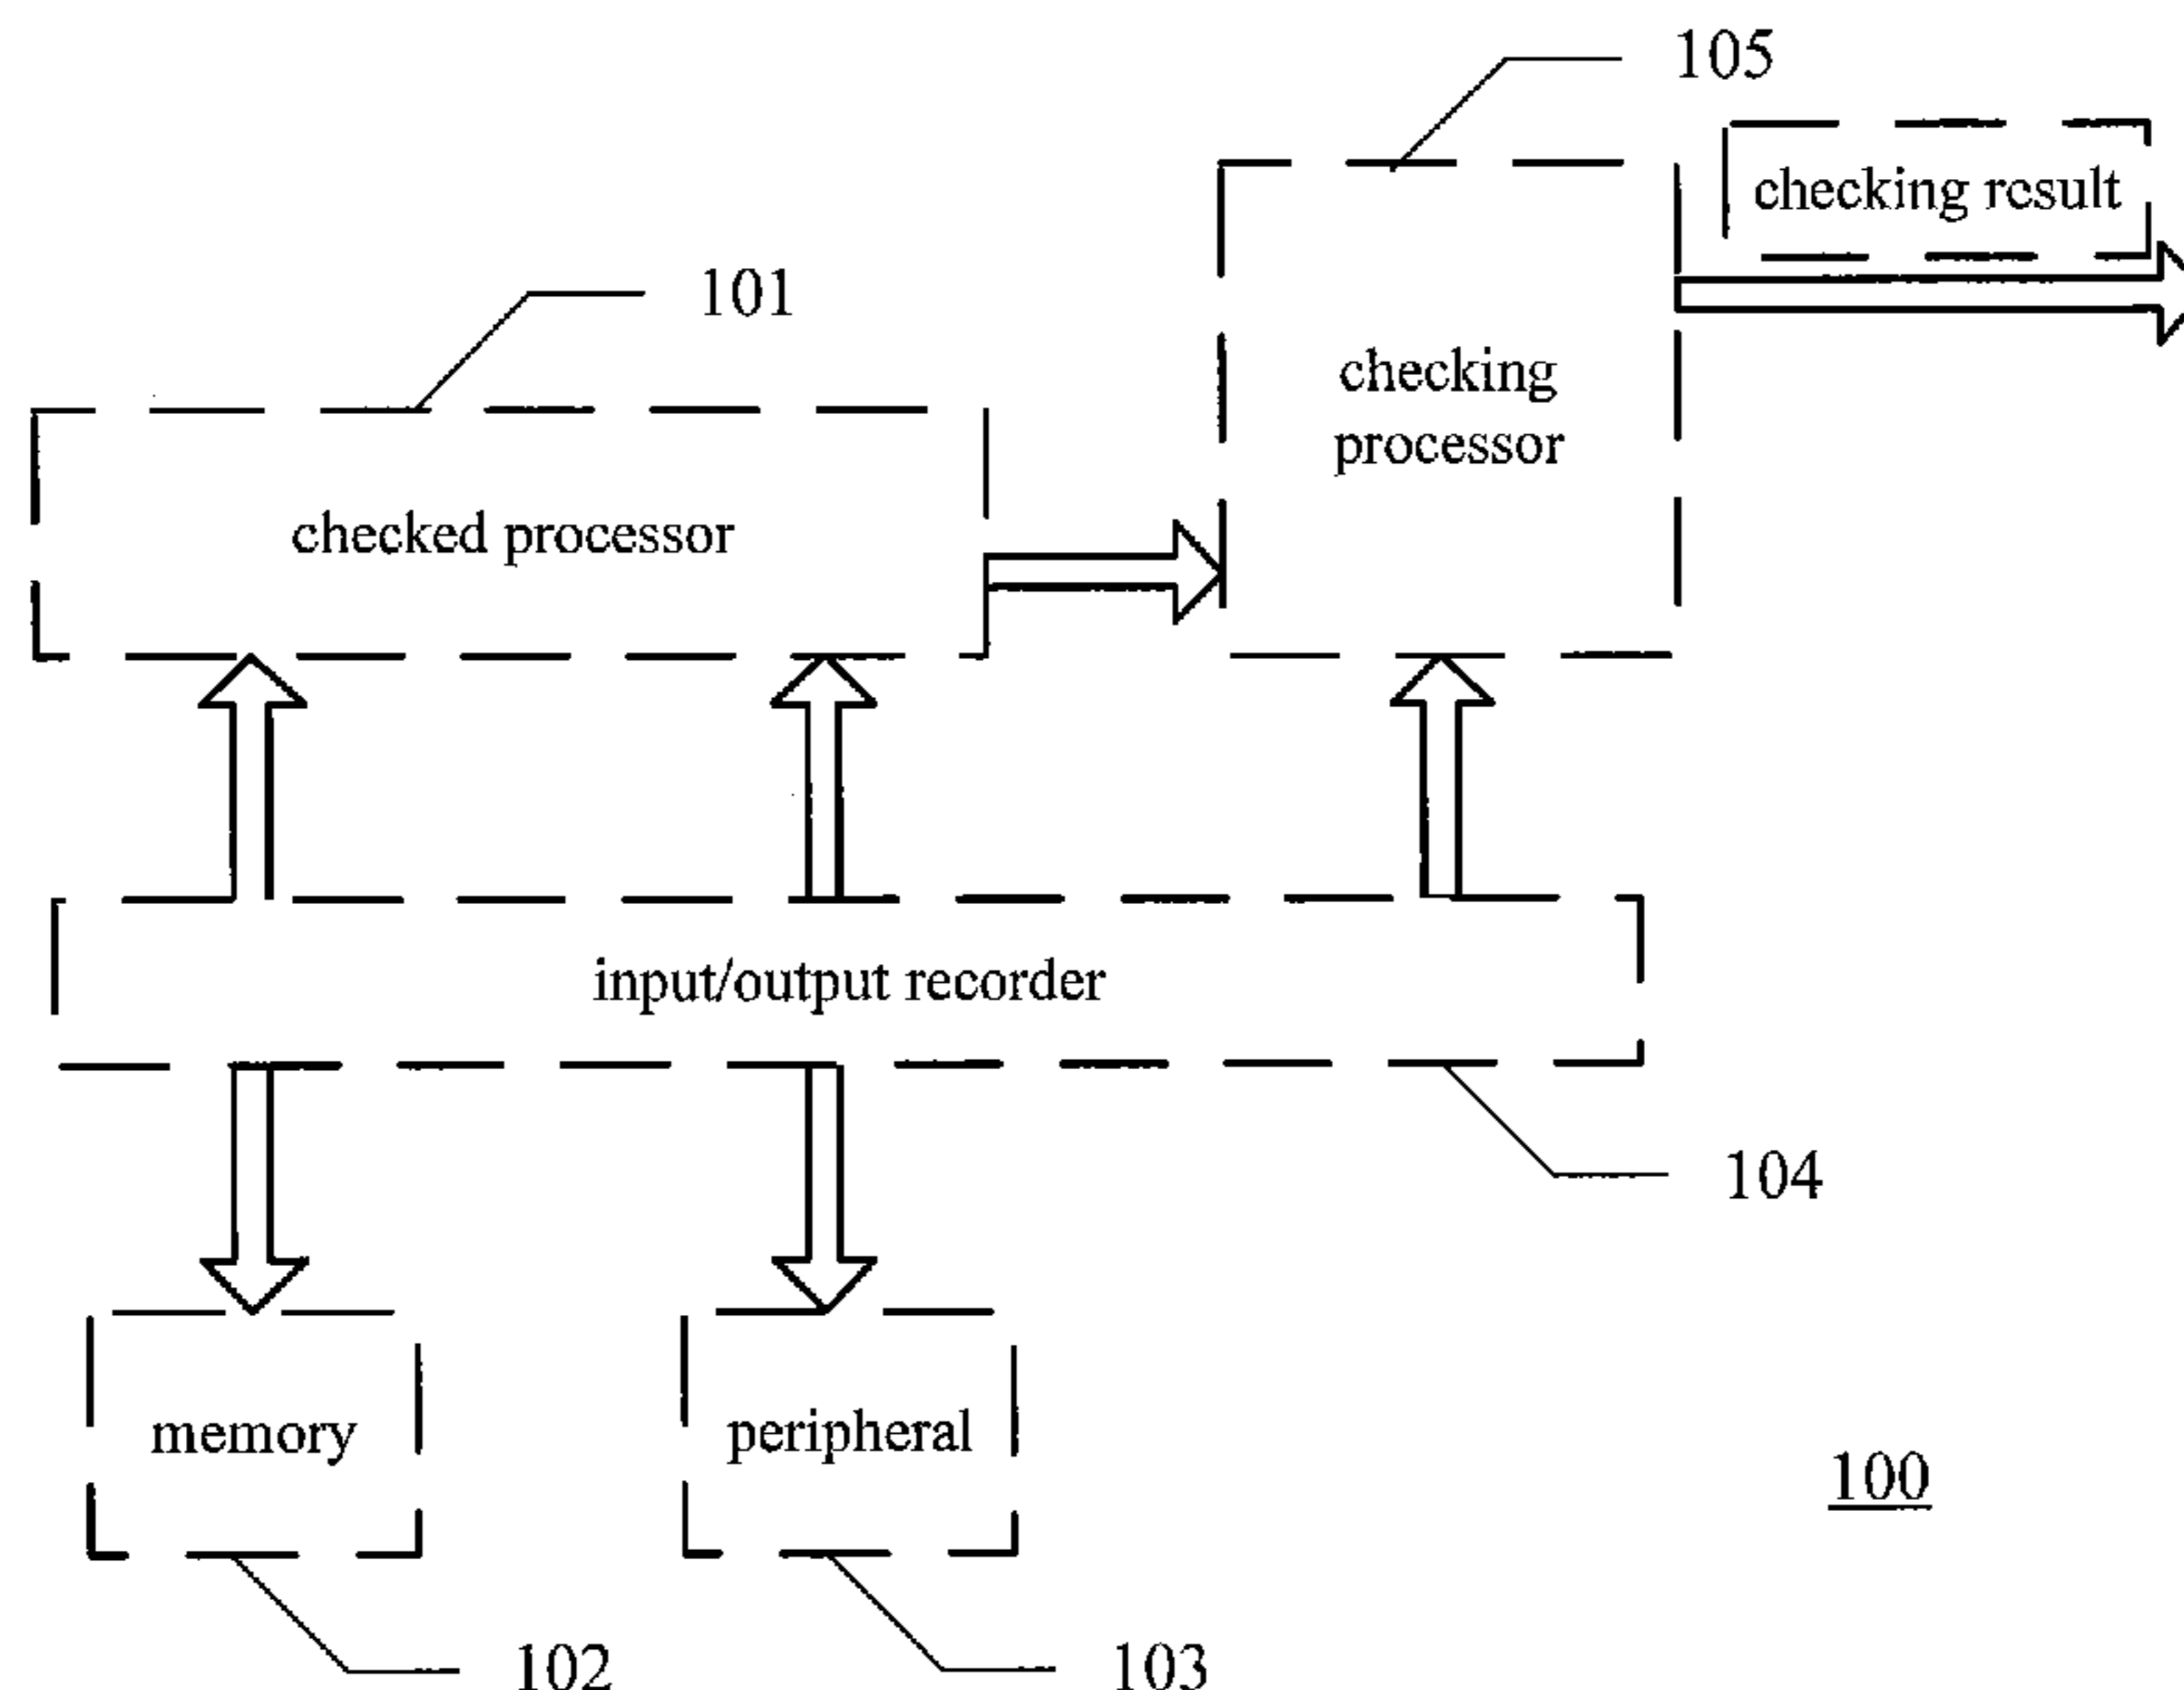 105
checking result
101
checking
processor
checked processor
input/output recorder
104
memory
peripheral
100
102
103